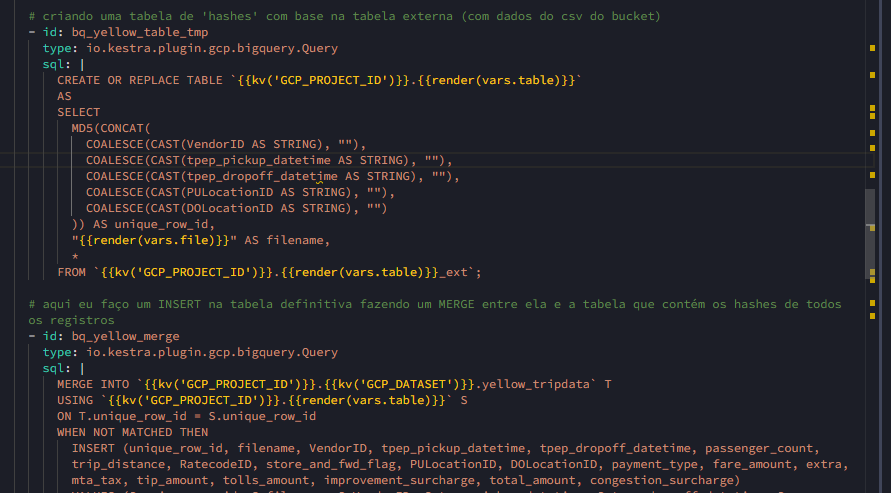 # criando uma tabela de 'hashes' com base na tabela externa (com dados do csv do bucket)
- id: bq_yellow_table_tmp
type: io.kestra.plugin.gcp.bigquery.Query
sql: |
CREATE OR REPLACE TABLE `{{kv('GCP_PROJECT_ID')}}.{{render(vars.table)}}`
AS
SELECT
MD5(CONCAT(
COALESCE(CAST(VendorID AS STRING), ""),
COALESCE(CAST(tpep_pickup_datetime AS STRING), ""),
COALESCE(CAST(tpep_dropoff_datetime AS STRING), ""),
COALESCE(CAST(PULocationID AS STRING), ""),
COALESCE(CAST(DOLocationID AS STRING), "")
)) AS unique_row_id,
"{{render(vars.file)}}" AS filename,
*
FROM `{{kv('GCP_PROJECT_ID')}}.{{render(vars.table)}}_ext`;
# aqui eu faço um INSERT na tabela definitiva fazendo um MERGE entre ela e a tabela que contém os hashes de todos
os registros
- id: bq_yellow_merge
type: io.kestra.plugin.gcp.bigquery.Query
sql: |
MERGE INTO `{{kv('GCP_PROJECT_ID')}}.{{kv('GCP_DATASET')}}.yellow_tripdata` T
USING `{{kv('GCP_PROJECT_ID')}}.{{render(vars.table)}}` S
ON T.unique_row_id = S.unique_row_id
WHEN NOT MATCHED THEN
INSERT (unique_row_id, filename, VendorID, tpep_pickup_datetime, tpep_dropoff_datetime, passenger_count,
trip_distance, RatecodeID, store_and_fwd_flag, PULocationID, DOLocationID, payment_type, fare_amount, extra,
mta_tax, tip_amount, tolls_amount, improvement_surcharge, total_amount, congestion_surcharge)